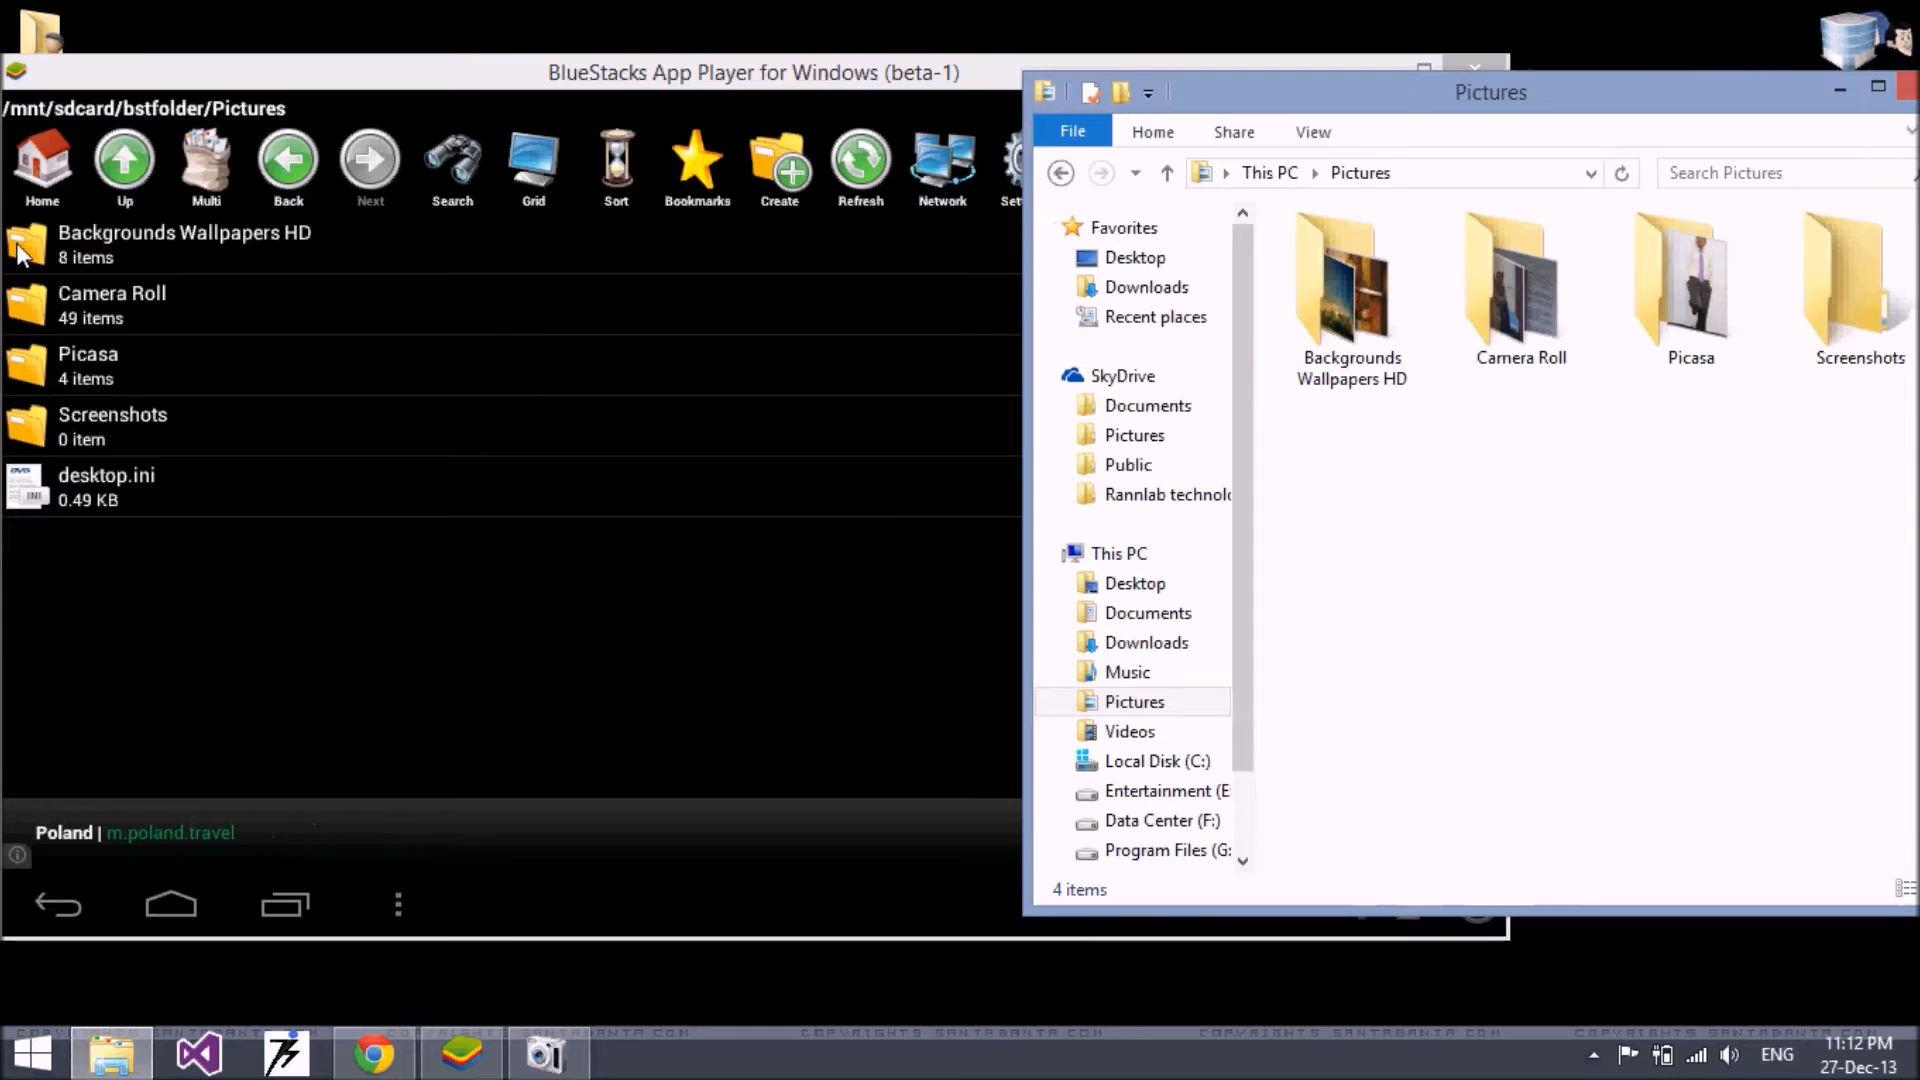 BlueStacks App Player for Windows (beta-1)
/mnt/sdcard/bstfolder/Pictures
Home
Up
Multi
Back
Next
Search
Grid
Sort
Bookmarks
Create
Refresh
Network
Backgrounds Wallpapers HD
8 items
Camera Roll
49 items
Picasa
4 items
Screenshots
0 item
INI
desktop.ini
0.49 KB
Poland | m.poland.travel
Pictures
File Home Share View
This PC Pictures
Search Pictures
Favorites
Desktop
Downloads
Recent places
SkyDrive
Documents
Pictures
Public
Rannlab technolo
This PC
Desktop
Documents
Downloads
Music
Pictures
Videos
Local Disk (C:)
Entertainment (E
Data Center (F:)
Program Files (G:
Backgrounds
Wallpapers HD
Camera Roll
Picasa
Screenshots
4 items
COPYRIGHTS SANTABANTA.COM
ENG
11:12 PM
27-Dec-13